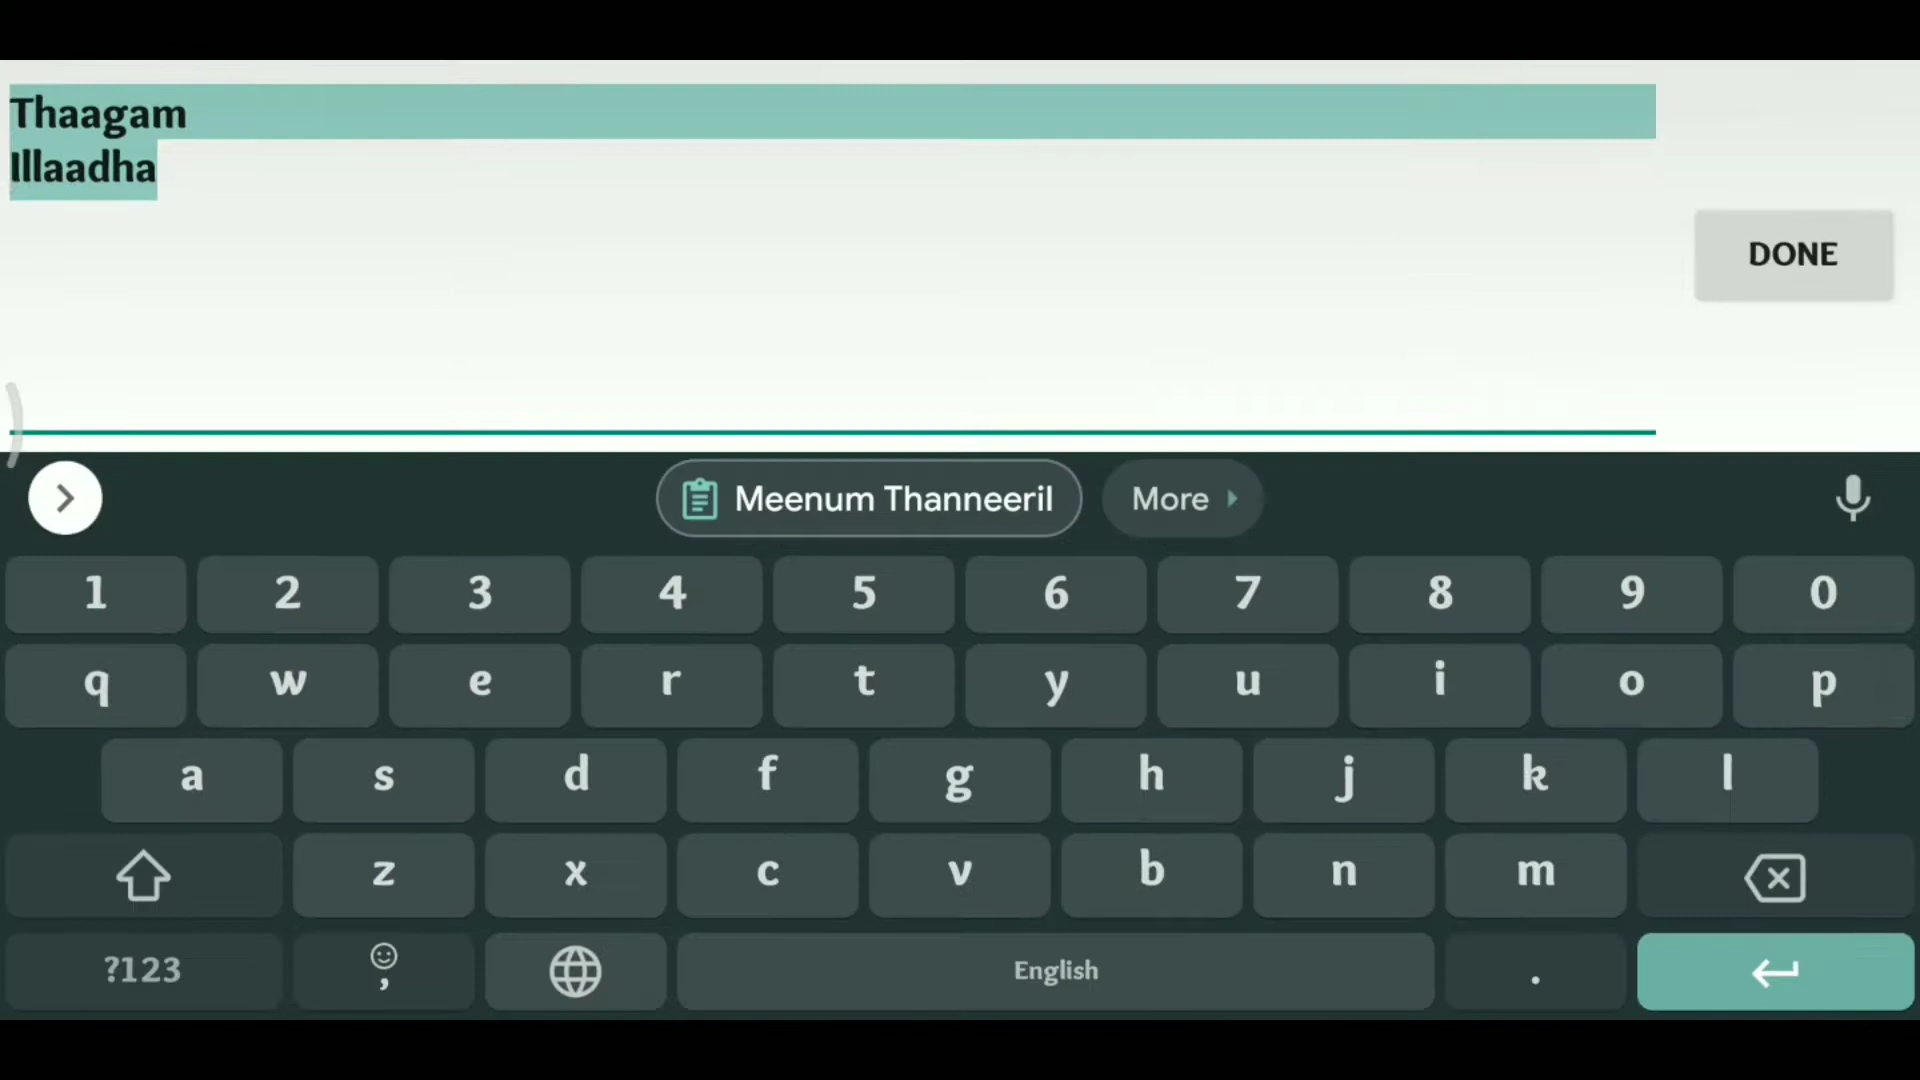 Thaagam
Illaadha
DONE
Meenum Thanneeril More
1 2 3 4 5 6 7 8 9 0
q w e r t y u i o p
a s d f g h j k l
z x c v b n m
?123 , English .